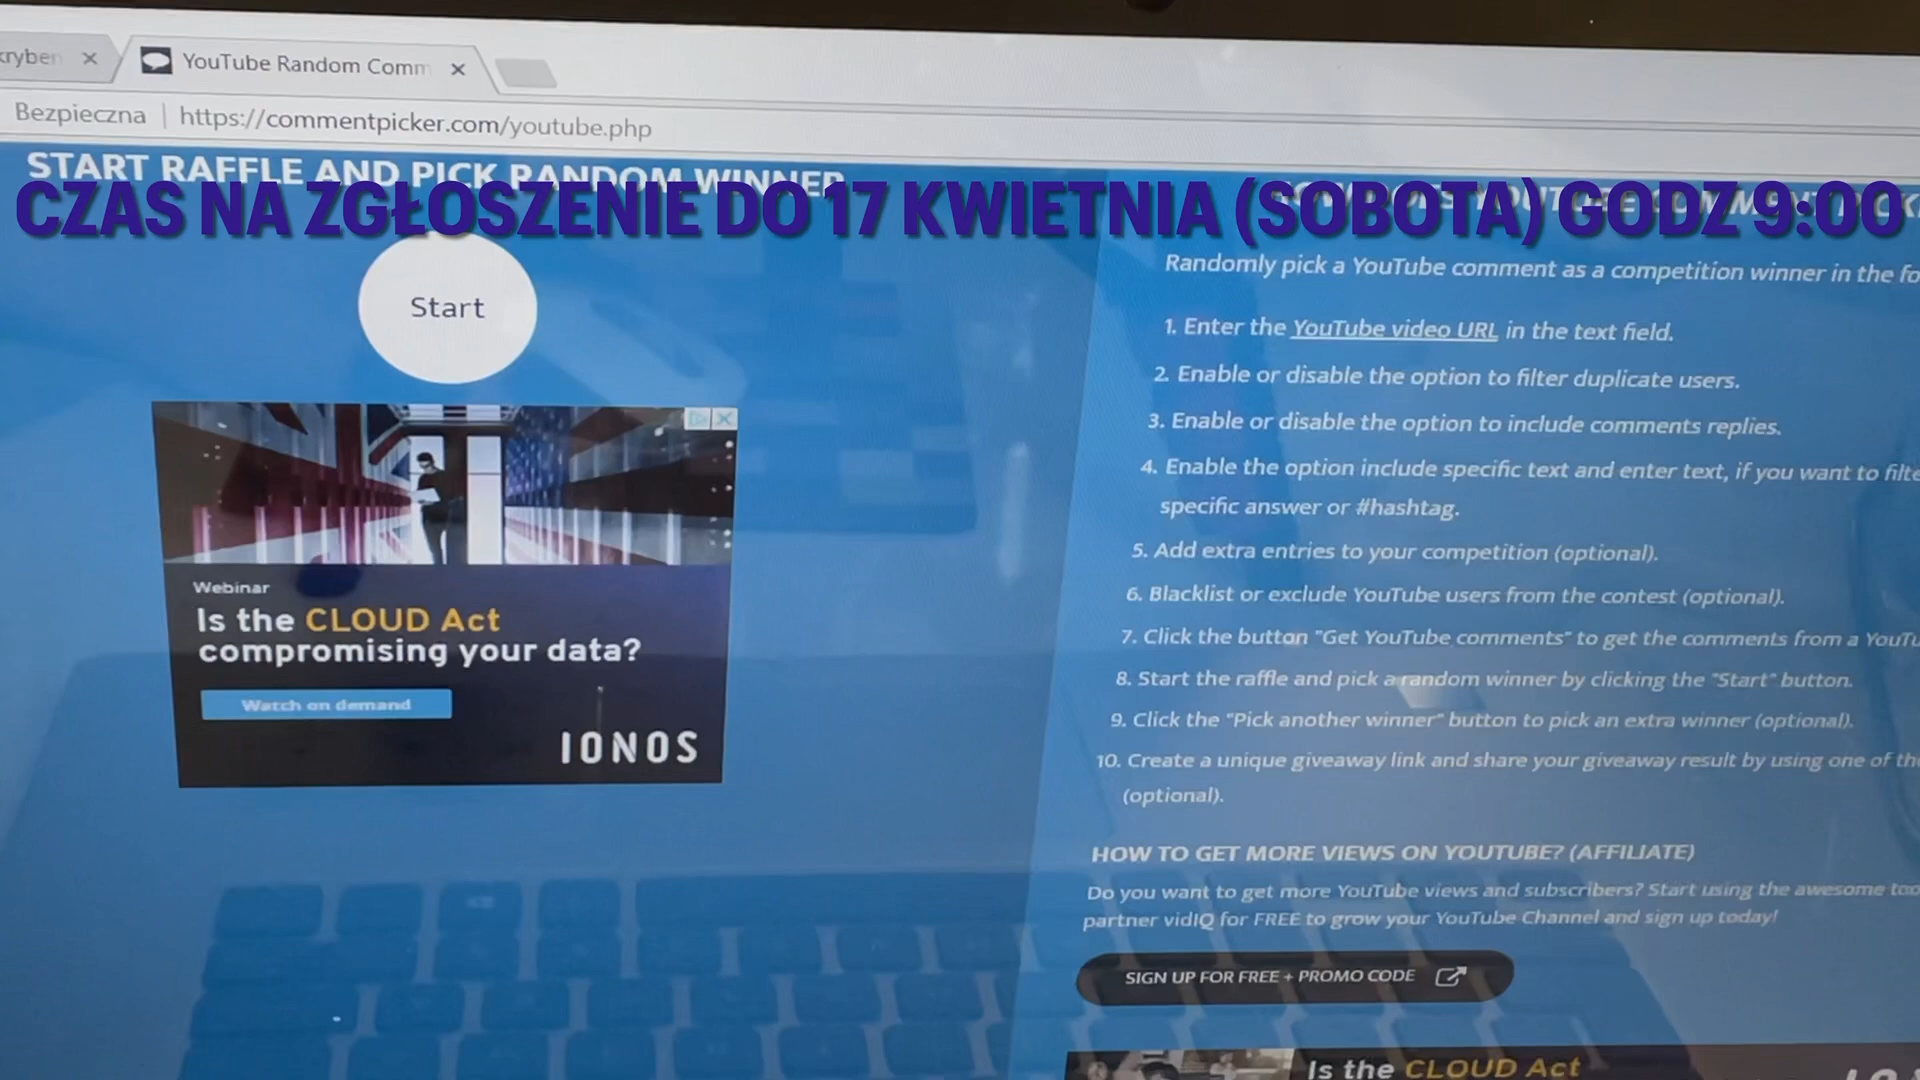 YouTube Random Comm
Bezpieczna | https://commentpicker.com/youtube.php
START RAFFLE AND PICK RANDOM WINNER
CZAS NA ZGŁOSZENIE DO 17 KWIETNIA (SOBOTA) GODZ 9:00
Start
Webinar
Is the CLOUD Act
compromising your data?
Watch on demand
IONOS
Randomly pick a YouTube comment as a competition winner in the fo
1. Enter the YouTube video URL in the text field.
2. Enable or disable the option to filter duplicate users.
3. Enable or disable the option to include comments replies.
4. Enable the option include specific text and enter text, if you want to filte
specific answer or #hashtag.
5. Add extra entries to your competition (optional).
6. Blacklist or exclude YouTube users from the contest (optional).
7. Click the button "Get YouTube comments" to get the comments from a YouTu
8. Start the raffle and pick a random winner by clicking the "Start" button.
9. Click the "Pick another winner" button to pick an extra winner (optional).
10. Create a unique giveaway link and share your giveaway result by using one of the
(optional).
HOW TO GET MORE VIEWS ON YOUTUBE? (AFFILIATE)
Do you want to get more YouTube views and subscribers? Start using the awesome too
partner vidIQ for FREE to grow your YouTube Channel and sign up today!
SIGN UP FOR FREE + PROMO CODE
Is the CLOUD Act